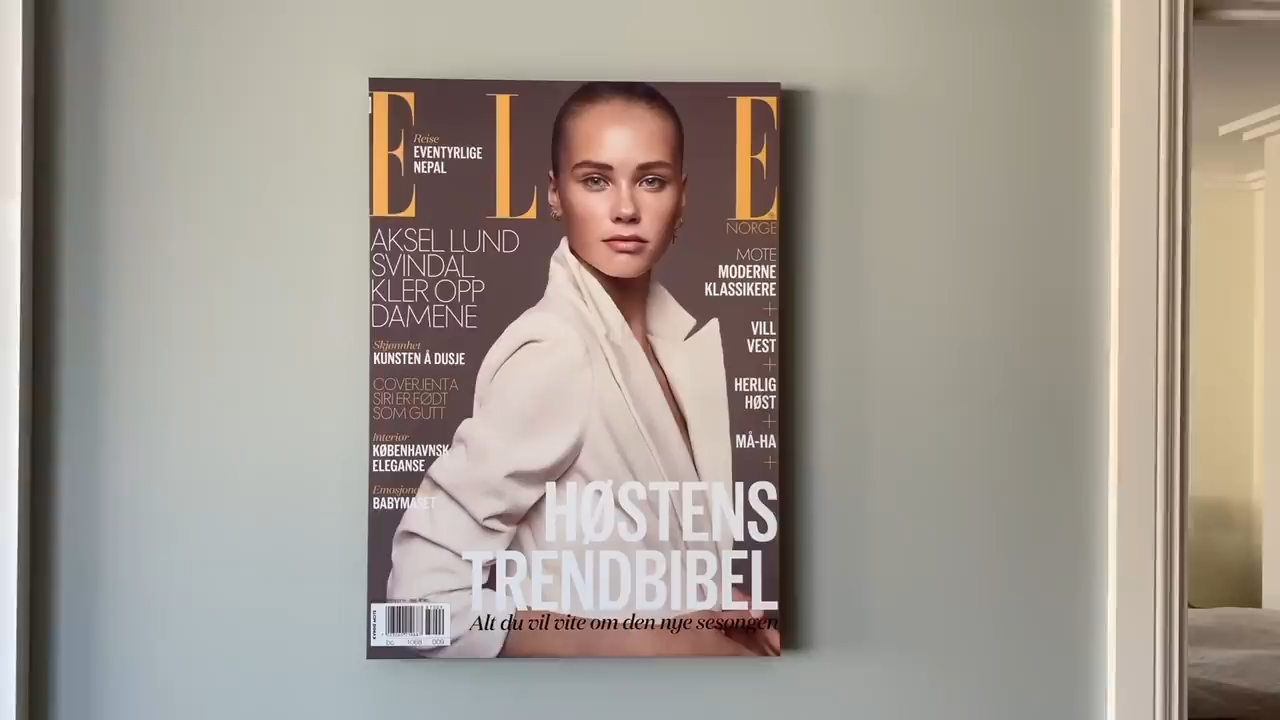 ELLE
NORGE
Reise
EVENTYRLIGE
NEPAL
AKSEL LUND
SVINDAL
KLER OPP
DAMENE
Skjønnhet
KUNSTEN Å DUSJE
COVERJENTA
SIRI ER FØDT
SOM GUTT
Interiør
KØBENHAVNSK
ELEGANSE
BABYMASET
MOTE
MODERNE
KLASSIKERE
+
VILL
VEST
+
HERLIG
HØST
+
MÅ-HA
+
HØSTENS
TRENDBIBEL
Alt du vil vite om den nye sesongen